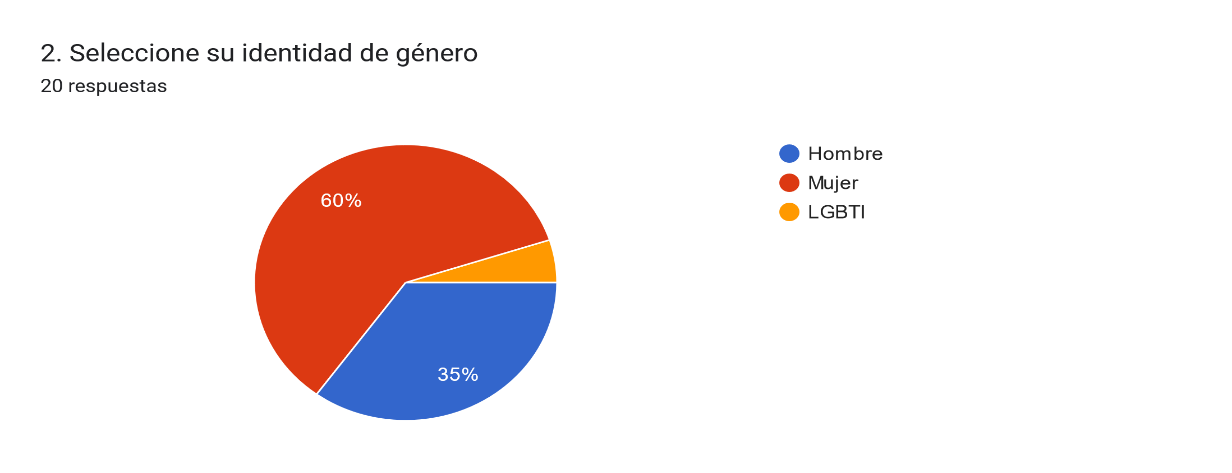 2. Seleccione su identidad de género
20 respuestas
Hombre
Mujer
LGBTI
60%
35%